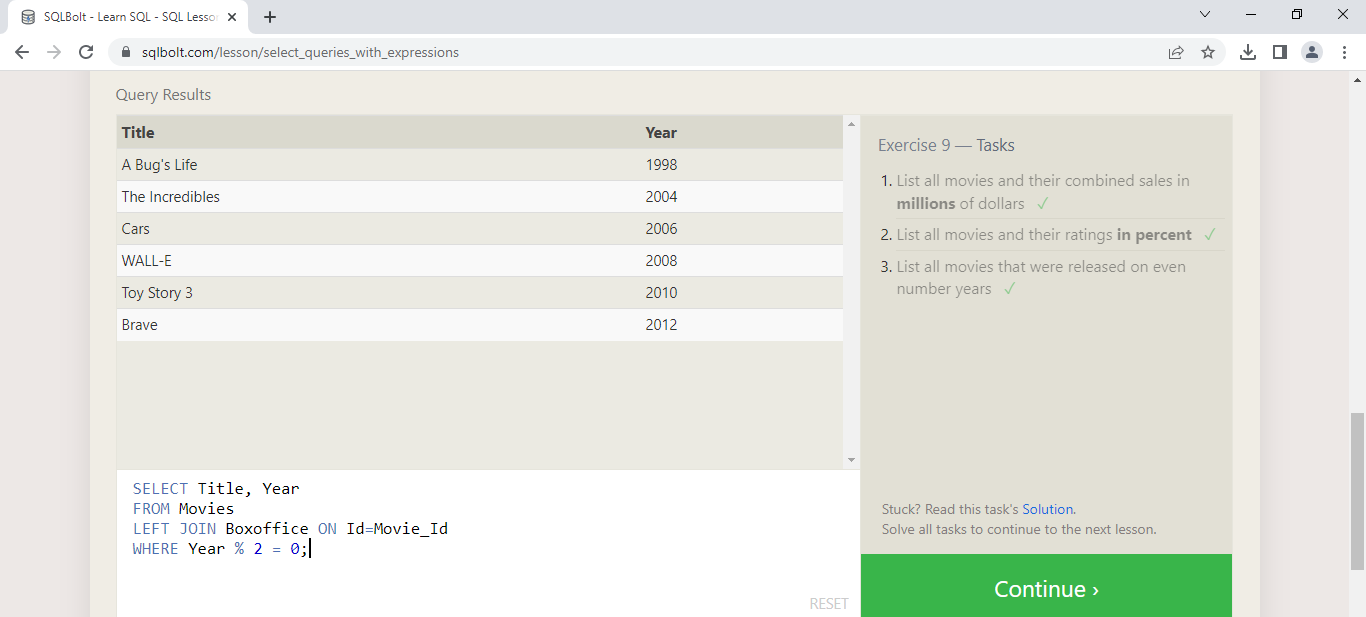 SQLBolt - Learn SQL - SQL Lesso
sqlbolt.com/lesson/select_queries_with_expressions
Query Results
Title Year
A Bug's Life 1998
The Incredibles 2004
Cars 2006
WALL-E 2008
Toy Story 3 2010
Brave 2012
SELECT Title, Year
FROM Movies
LEFT JOIN Boxoffice ON Id=Movie_Id
WHERE Year % 2 = 0;
RESET
Exercise 9 — Tasks
1. List all movies and their combined sales in
millions of dollars ✓
2. List all movies and their ratings in percent ✓
3. List all movies that were released on even
number years ✓
Stuck? Read this task's Solution.
Solve all tasks to continue to the next lesson.
Continue ›